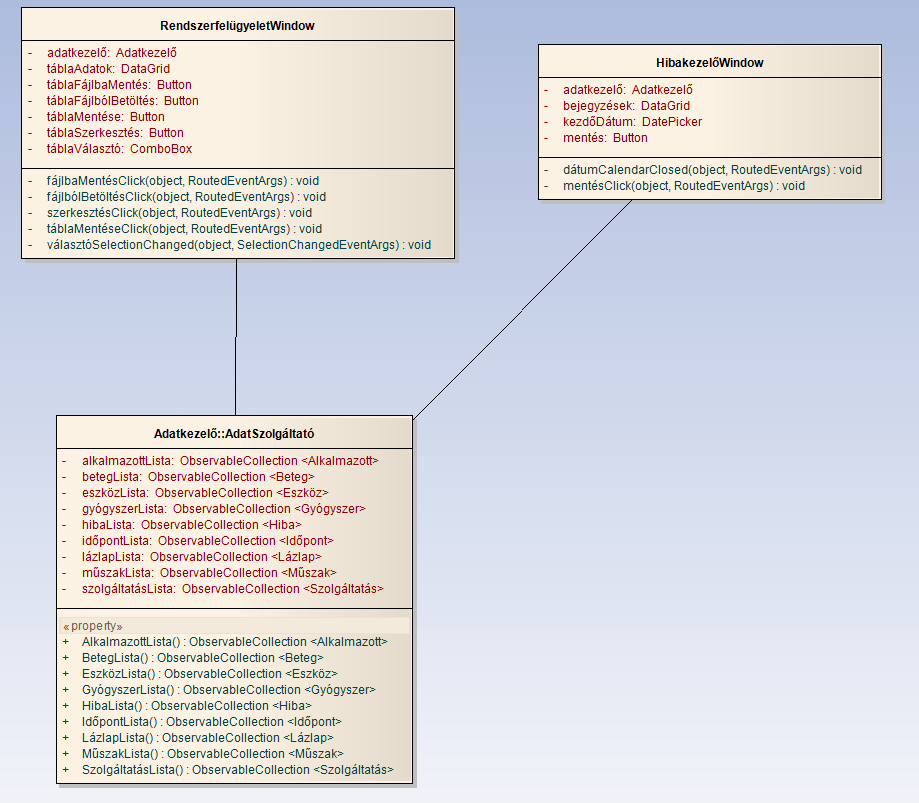 RendszerfelügyeletWindow
- adatkezelő: Adatkezelő
- táblaAdatok: DataGrid
- táblaFájlbaMentés: Button
- táblaFájlbólBetöltés: Button
- táblaMentése: Button
- táblaSzerkesztés: Button
- táblaVálasztó: ComboBox
- fájlbaMentésClick(object, RoutedEventArgs) : void
- fájlbólBetöltésClick(object, RoutedEventArgs) : void
- szerkesztésClick(object, RoutedEventArgs) : void
- táblaMentéseClick(object, RoutedEventArgs) : void
- választóSelectionChanged(object, SelectionChangedEventArgs) : void
HibakezelőWindow
- adatkezelő: Adatkezelő
- bejegyzések: DataGrid
- kezdőDátum: DatePicker
- mentés: Button
- dátumCalendarClosed(object, RoutedEventArgs) : void
- mentésClick(object, RoutedEventArgs) : void
Adatkezelő::AdatSzolgáltató
- alkalmazottLista: ObservableCollection <Alkalmazott>
- betegLista: ObservableCollection <Beteg>
- eszközLista: ObservableCollection <Eszköz>
- gyógyszerLista: ObservableCollection <Gyógyszer>
- hibaLista: ObservableCollection <Hiba>
- időpontLista: ObservableCollection <Időpont>
- lázlapLista: ObservableCollection <Lázlap>
- műszakLista: ObservableCollection <Műszak>
- szolgáltatásLista: ObservableCollection <Szolgáltatás>
«property»
+ AlkalmazottLista() : ObservableCollection <Alkalmazott>
+ BetegLista() : ObservableCollection <Beteg>
+ EszközLista() : ObservableCollection <Eszköz>
+ GyógyszerLista() : ObservableCollection <Gyógyszer>
+ HibaLista() : ObservableCollection <Hiba>
+ IdőpontLista() : ObservableCollection <Időpont>
+ LázlapLista() : ObservableCollection <Lázlap>
+ MűszakLista() : ObservableCollection <Műszak>
+ SzolgáltatásLista() : ObservableCollection <Szolgáltatás>